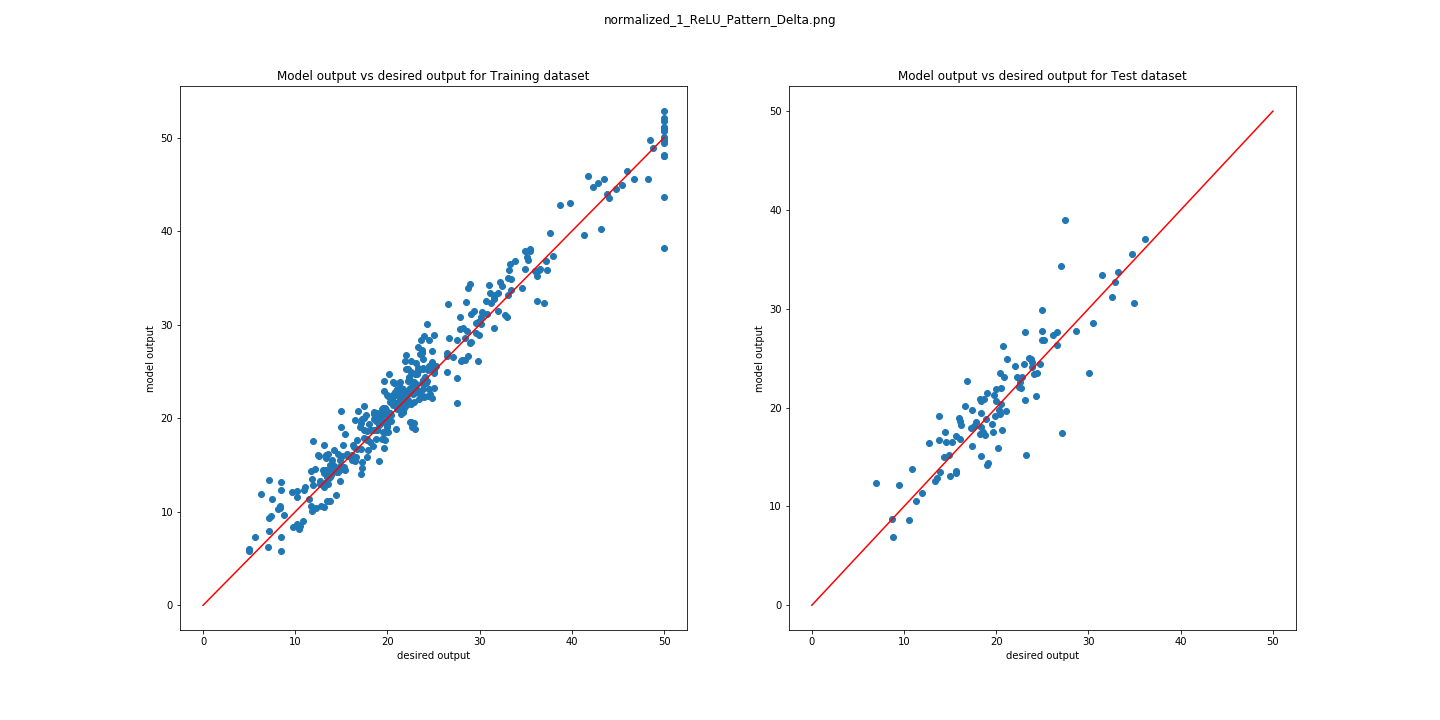 normalized_1_ReLU_Pattern_Delta.png
Model output vs desired output for Training dataset
50
40
30
20
10
0
model output
0 10 20 30 40 50
desired output
Model output vs desired output for Test dataset
50
40
30
20
10
0
model output
0 10 20 30 40 50
desired output